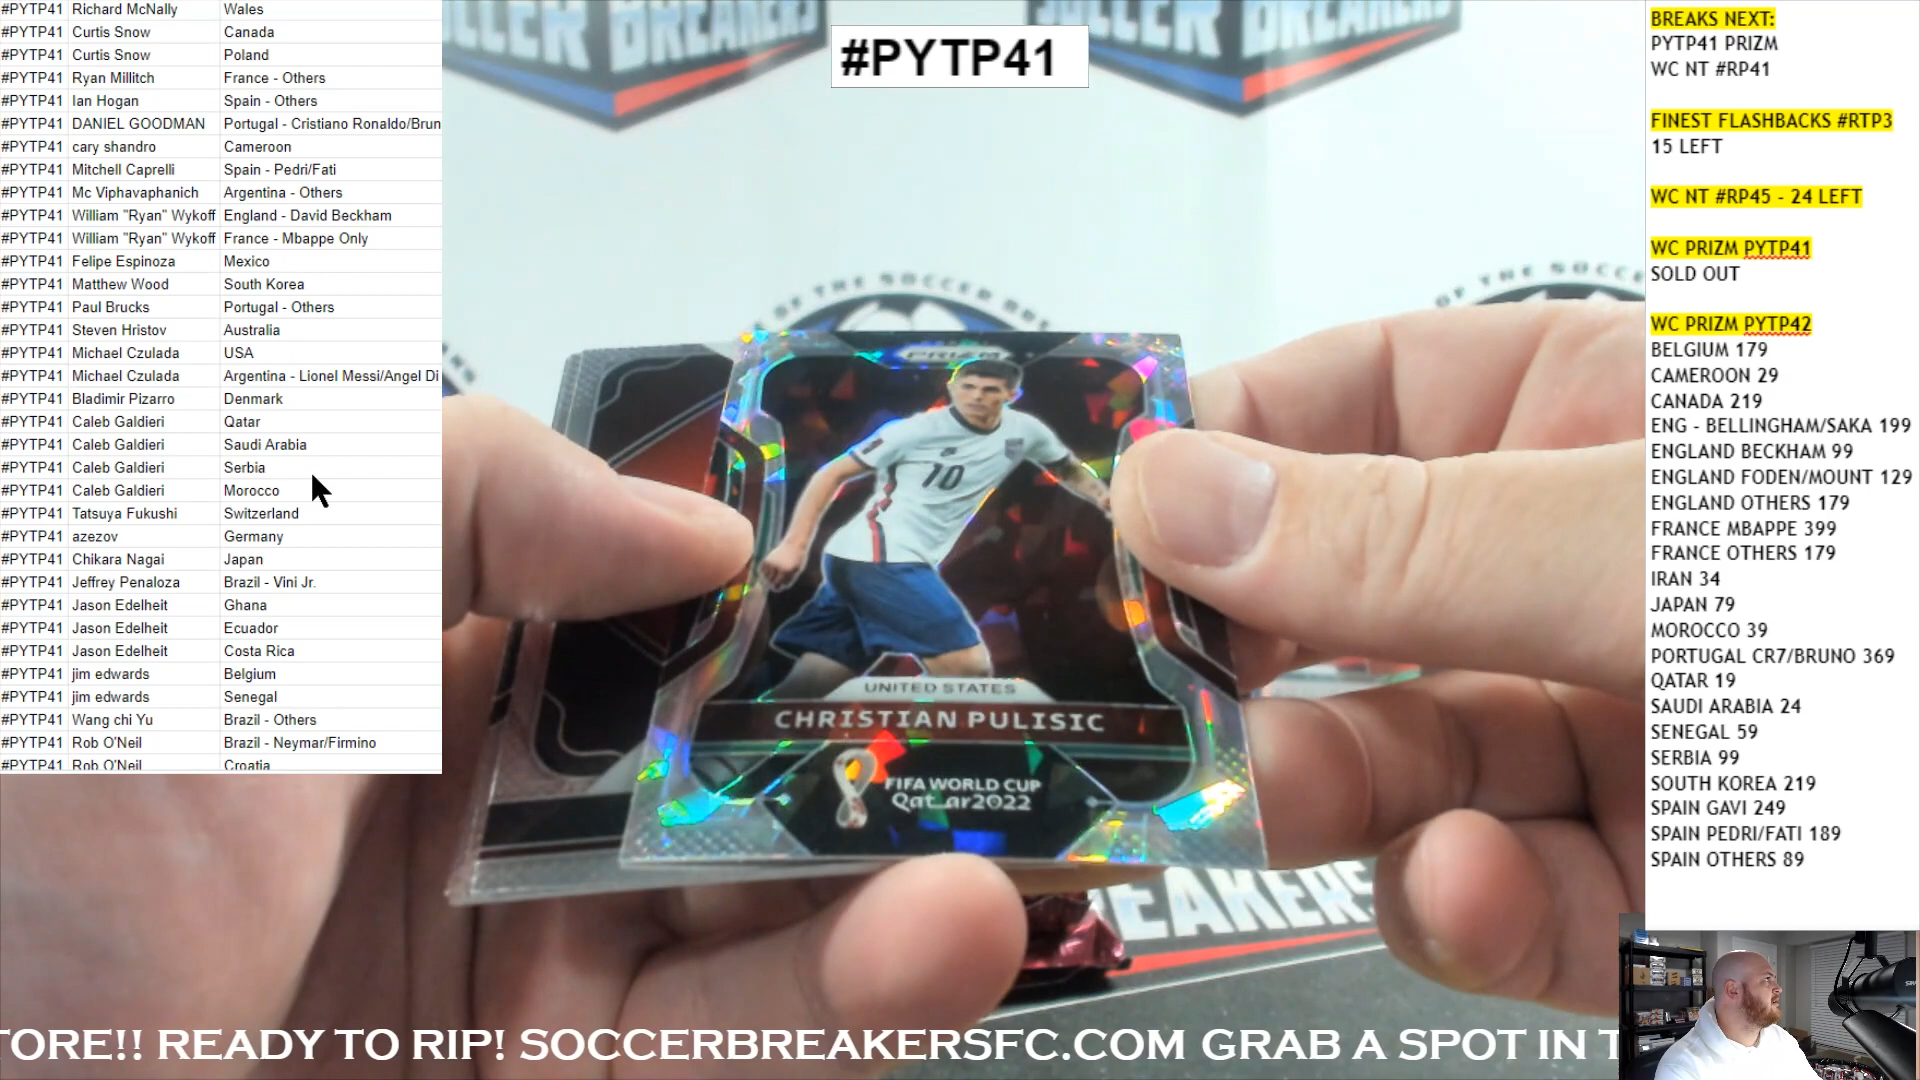 #PYTP41 Richard McNally Wales
#PYTP41 Curtis Snow Canada
#PYTP41 Curtis Snow Poland
#PYTP41 Ryan Millitch France - Others
#PYTP41 Ian Hogan Spain - Others
#PYTP41 DANIEL GOODMAN Portugal - Cristiano Ronaldo/Brun
#PYTP41 cary shandro Cameroon
#PYTP41 Mitchell Caprelli Spain - Pedri/Fati
#PYTP41 Mc Viphavaphanich Argentina - Others
#PYTP41 William "Ryan" Wykoff England - David Beckham
#PYTP41 William "Ryan" Wykoff France - Mbappe Only
#PYTP41 Felipe Espinoza Mexico
#PYTP41 Matthew Wood South Korea
#PYTP41 Paul Brucks Portugal - Others
#PYTP41 Steven Hristov Australia
#PYTP41 Michael Czulada USA
#PYTP41 Michael Czulada Argentina - Lionel Messi/Angel Di
#PYTP41 Bladimir Pizarro Denmark
#PYTP41 Caleb Galdieri Qatar
#PYTP41 Caleb Galdieri Saudi Arabia
#PYTP41 Caleb Galdieri Serbia
#PYTP41 Caleb Galdieri Morocco
#PYTP41 Tatsuya Fukushi Switzerland
#PYTP41 azezov Germany
#PYTP41 Chikara Nagai Japan
#PYTP41 Jeffrey Penaloza Brazil - Vini Jr.
#PYTP41 Jason Edelheit Ghana
#PYTP41 Jason Edelheit Ecuador
#PYTP41 Jason Edelheit Costa Rica
#PYTP41 jim edwards Belgium
#PYTP41 jim edwards Senegal
#PYTP41 Wang chi Yu Brazil - Others
#PYTP41 Rob O'Neil Brazil - Neymar/Firmino
#PYTP41 Rob O'Neil Croatia
SOCCER BREAKERS
SOCCER BREAKERS
#PYTP41
OF THE SOCCER BRE
OF THE SOCCE
PRIZM
10
UNITED STATES
CHRISTIAN PULISIC
FIFA WORLD CUP
Qatar2022
BREAKERS
BREAKS NEXT:
PYTP41 PRIZM
WC NT #RP41
FINEST FLASHBACKS #RTP3
15 LEFT
WC NT #RP45 - 24 LEFT
WC PRIZM PYTP41
SOLD OUT
WC PRIZM PYTP42
BELGIUM 179
CAMEROON 29
CANADA 219
ENG - BELLINGHAM/SAKA 199
ENGLAND BECKHAM 99
ENGLAND FODEN/MOUNT 129
ENGLAND OTHERS 179
FRANCE MBAPPE 399
FRANCE OTHERS 179
IRAN 34
JAPAN 79
MOROCCO 39
PORTUGAL CR7/BRUNO 369
QATAR 19
SAUDI ARABIA 24
SENEGAL 59
SERBIA 99
SOUTH KOREA 219
SPAIN GAVI 249
SPAIN PEDRI/FATI 189
SPAIN OTHERS 89
TORE!! READY TO RIP! SOCCERBREAKERSFC.COM GRAB A SPOT IN T